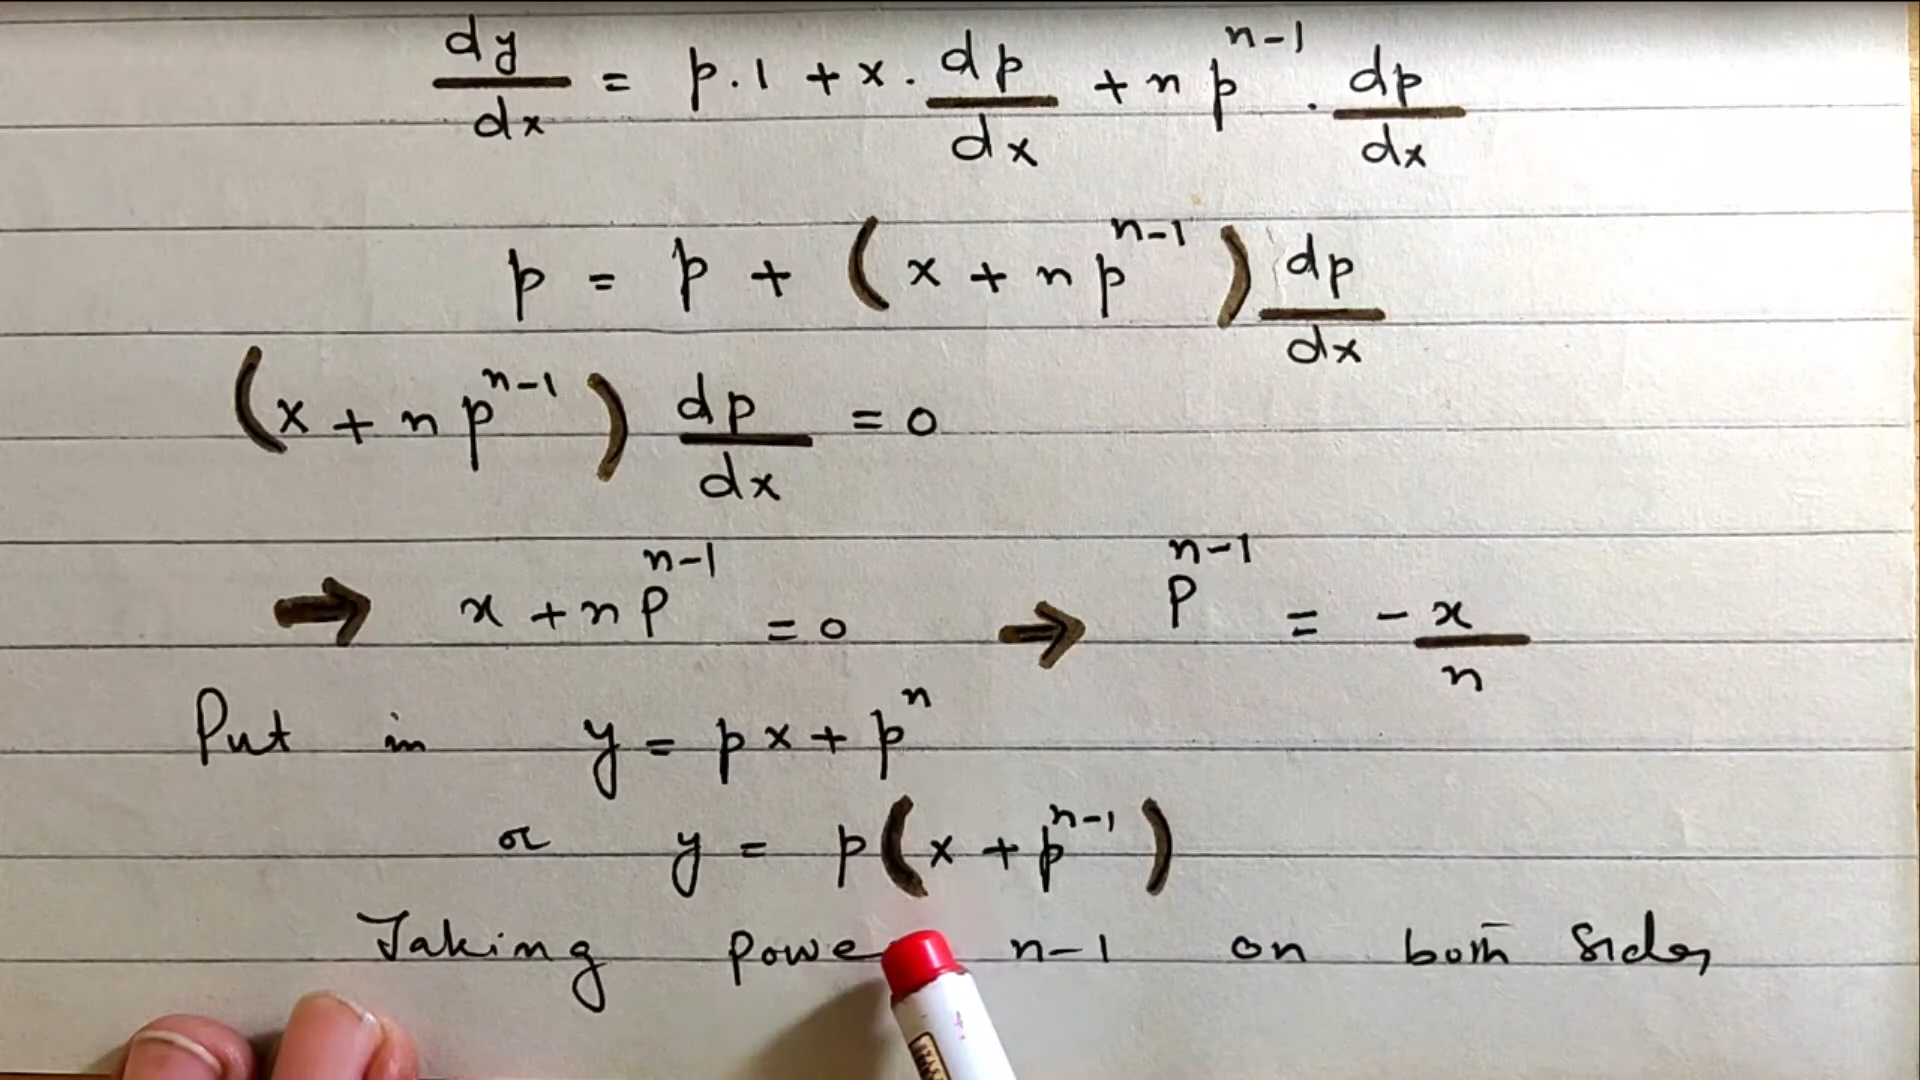 dy/dx = p.1 + x.dp/dx + n p^{n-1}.dp/dx
p = p + (x + n p^{n-1}) dp/dx
(x + n p^{n-1}) dp/dx = 0
➡ x + n p^{n-1} = 0 ➡ p^{n-1} = -x/n
Put in y = px + p^n
or y = p(x + p^{n-1})
Taking powe n-1 on both sides